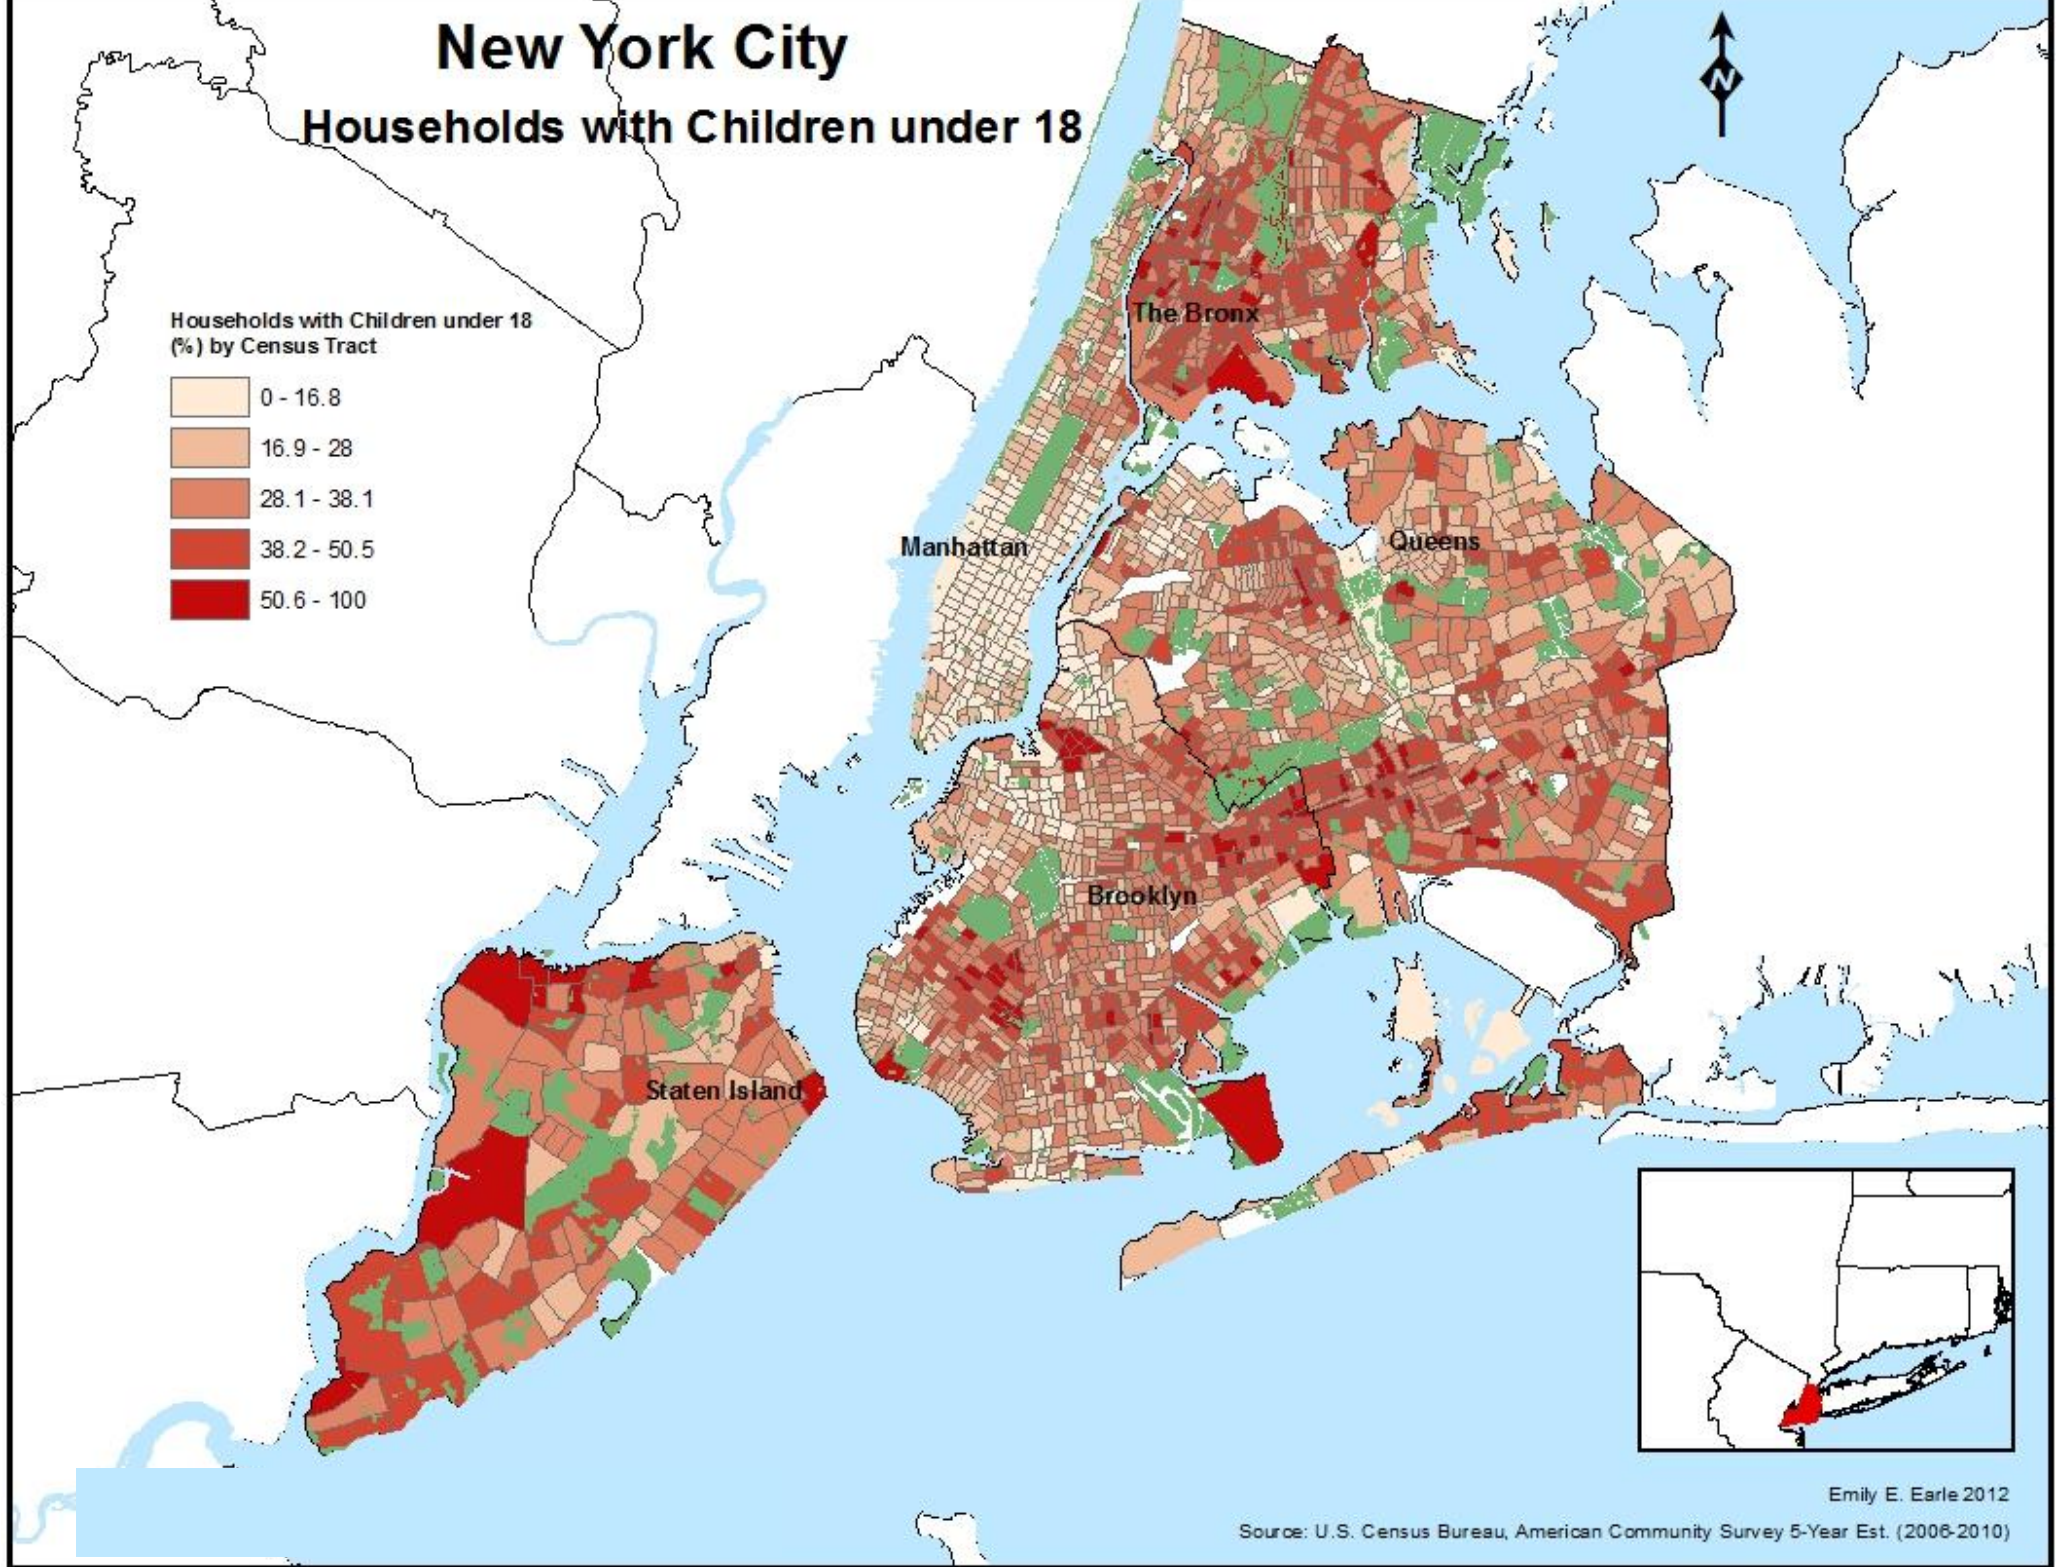 New York City
Households with Children under 18
N
Households with Children under 18
(%) by Census Tract
0 - 16.8
16.9 - 28
28.1 - 38.1
38.2 - 50.5
50.6 - 100
The Bronx
Manhattan
Queens
Brooklyn
Staten Island
Emily E. Earle 2012
Source: U.S. Census Bureau, American Community Survey 5-Year Est. (2006-2010)